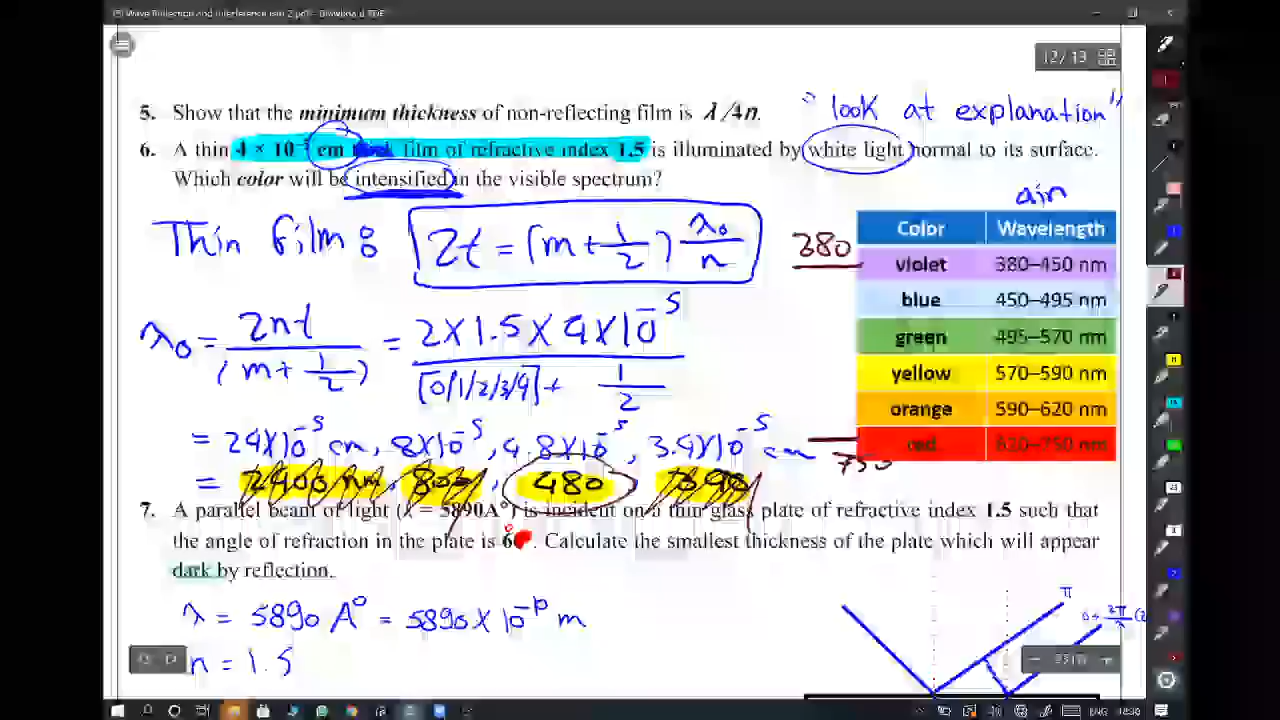 Wave Reflection and Interference
12/13
5. Show that the minimum thickness of non-reflecting film is λ/4n.
"look at explanation"
6. A thin 4 × 10⁻⁵ cm thick film of refractive index 1.5 is illuminated by white light normal to its surface.
Which color will be intensified in the visible spectrum?
air
Thin film :
2t = (m + 1/2) λ₀/n
380
Color Wavelength
violet 380–450 nm
blue 450–495 nm
green 495–570 nm
yellow 570–590 nm
orange 590–620 nm
red 620–750 nm
750
λ₀ = 2nt/(m + 1/2) = 2×1.5×4×10⁻⁵
[0/1/2/3/4] + 1/2
= 24×10⁻⁵ cm, 8×10⁻⁵, 4.8×10⁻⁵, 3.4×10⁻⁵ cm
= 2400 nm, 800, 480,
7. A parallel beam of light (λ = 5890A°) is incident on a thin glass plate of refractive index 1.5 such that
the angle of refraction in the plate is . Calculate the smallest thickness of the plate which will appear
dark by reflection.
λ = 5890 A° = 5890 × 10⁻¹⁰ m
n = 1.5
π
ENG